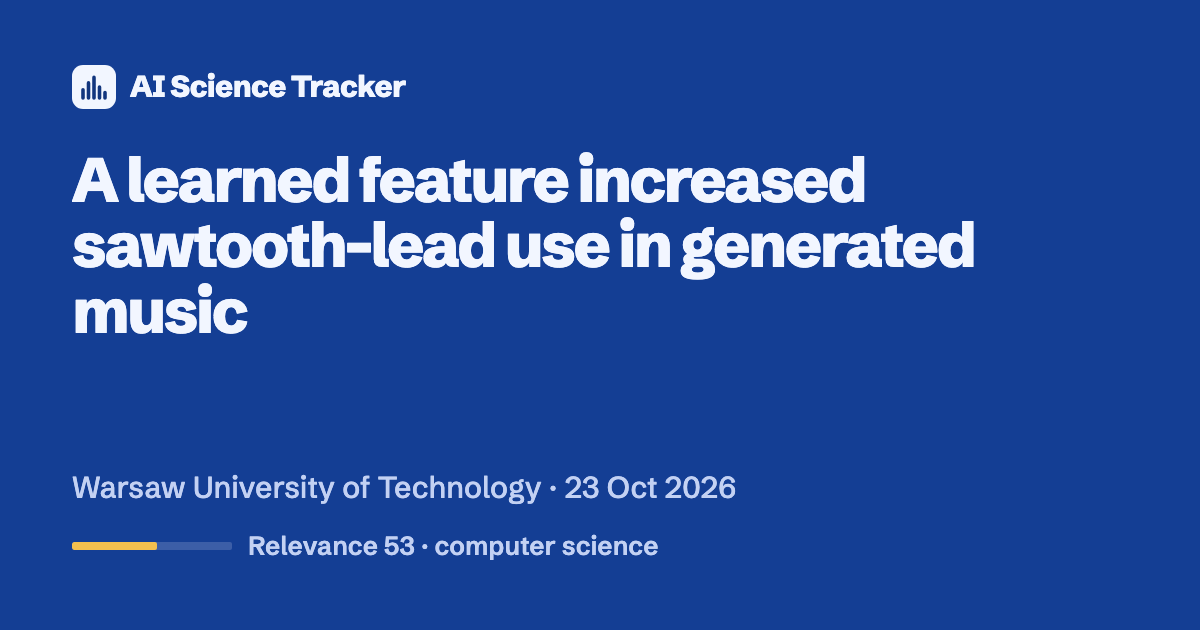 AI Science Tracker
A learned feature increased
sawtooth-lead use in generated
music
Warsaw University of Technology · 23 Oct 2026
Relevance 53 · computer science